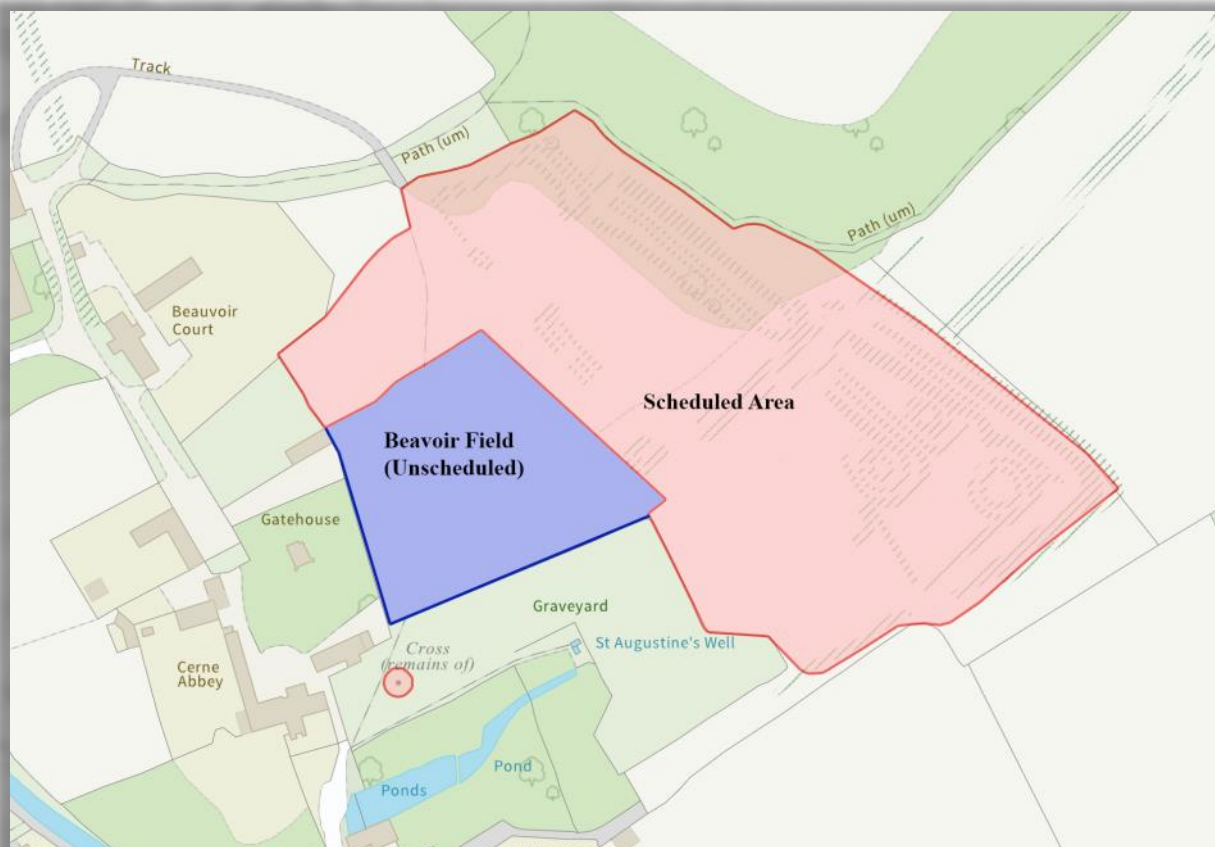 Track
Path (um)
Path (um)
Beauvoir
Court
Scheduled Area
Beavoir Field
(Unscheduled)
Gatehouse
Graveyard
St Augustine's Well
Cross
(remains of)
Cerne
Abbey
Pond
Ponds